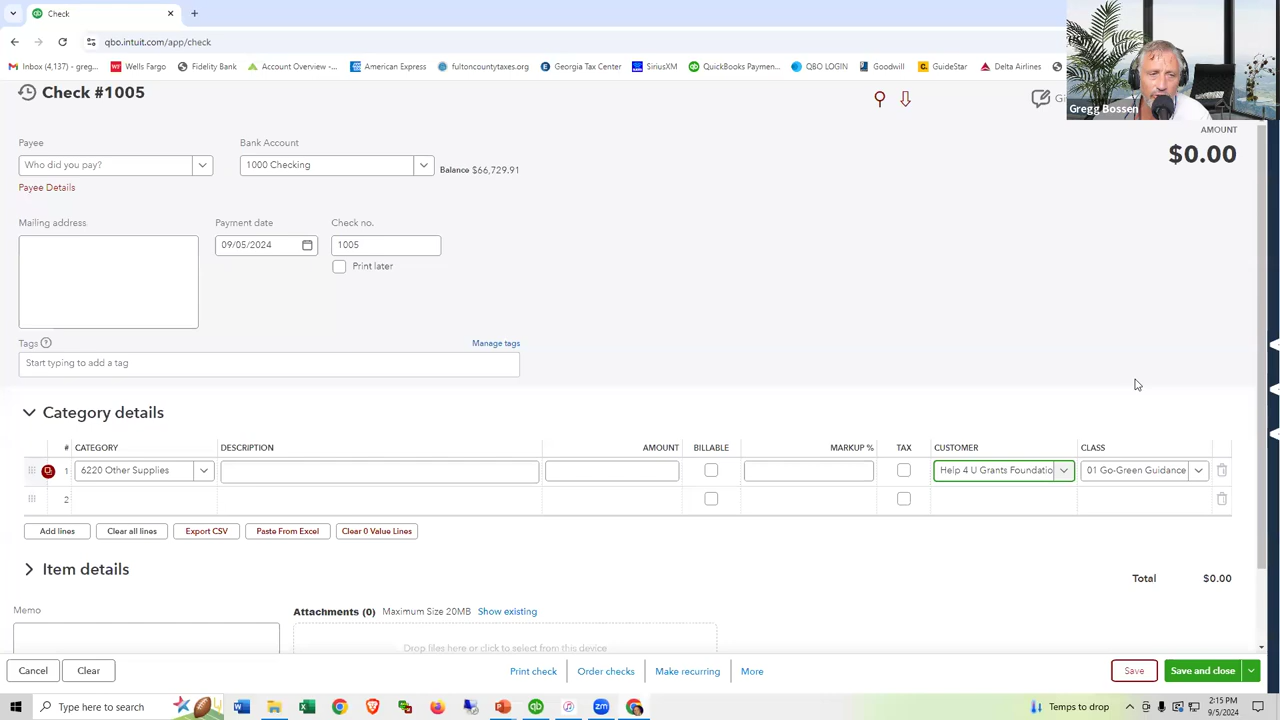 Check
qbo.intuit.com/app/check
Inbox (4,137) - greg... Wells Fargo Fidelity Bank Account Overview -... American Express fultoncountytaxes.org Georgia Tax Center SiriusXM QuickBooks Paymen... QBO LOGIN Goodwill GuideStar Delta Airlines
Gregg Bossen
Check #1005
AMOUNT
$0.00
Payee
Bank Account
Who did you pay?
1000 Checking
Balance $66,729.91
Payee Details
Mailing address
Payment date
Check no.
09/05/2024
1005
Print later
Tags
Manage tags
Start typing to add a tag
Category details
# CATEGORY DESCRIPTION AMOUNT BILLABLE MARKUP % TAX CUSTOMER CLASS
1 6220 Other Supplies Help 4 U Grants Foundatio 01 Go-Green Guidance
2
Add lines Clear all lines Export CSV Paste From Excel Clear 0 Value Lines
Item details
Total $0.00
Memo
Attachments (0) Maximum Size 20MB Show existing
Drop files here or click to select from this device
Cancel Clear Print check Order checks Make recurring More Save Save and close
Type here to search
Temps to drop
2:15 PM
9/5/2024